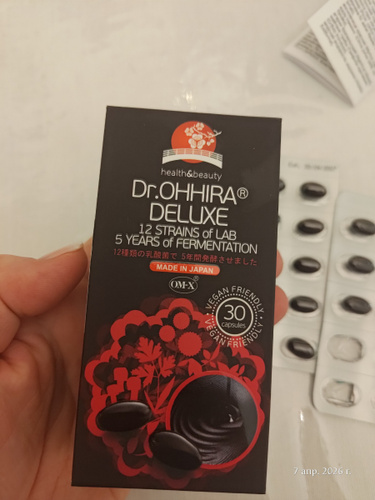 health&beauty
Dr.OHHIRA®
DELUXE
12 STRAINS of LAB
5 YEARS of FERMENTATION
12種類の乳酸菌で、5年間発酵させました
MADE IN JAPAN
OM-X®
VEGAN FRIENDLY
30
capsules
VEGAN FRIENDLY
7 апр. 2026 г.